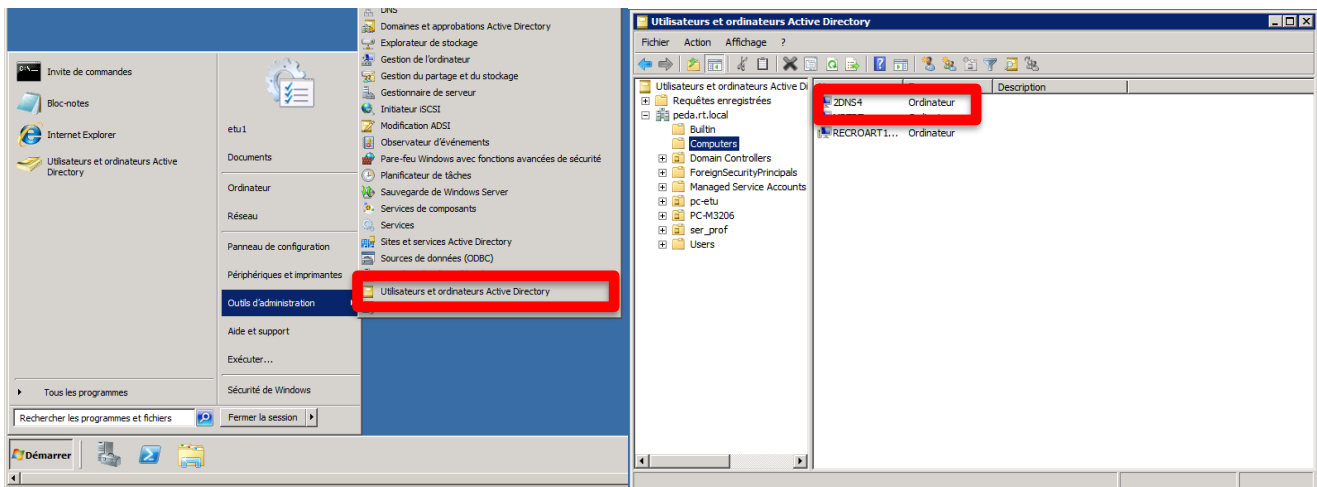 DNS
Domaines et approbations Active Directory
Explorateur de stockage
Gestion de l'ordinateur
Gestion du partage et du stockage
Gestionnaire de serveur
Initiateur iSCSI
Modification ADSI
Observateur d'événements
Pare-feu Windows avec fonctions avancées de sécurité
Planificateur de tâches
Sauvegarde de Windows Server
Services de composants
Services
Sites et services Active Directory
Sources de données (ODBC)
Utilisateurs et ordinateurs Active Directory
Invite de commandes
Bloc-notes
Internet Explorer
Utilisateurs et ordinateurs Active
Directory
Tous les programmes
Rechercher les programmes et fichiers
etu1
Documents
Ordinateur
Réseau
Panneau de configuration
Périphériques et imprimantes
Outils d'administration
Aide et support
Exécuter...
Sécurité de Windows
Fermer la session
Démarrer
Utilisateurs et ordinateurs Active Directory
Fichier Action Affichage ?
Utilisateurs et ordinateurs Active Di
Requêtes enregistrées
peda.rt.local
Builtin
Computers
Domain Controllers
ForeignSecurityPrincipals
Managed Service Accounts
pc-etu
PC-M3206
ser_prof
Users
Description
2DNS4 Ordinateur
RECROART1... Ordinateur